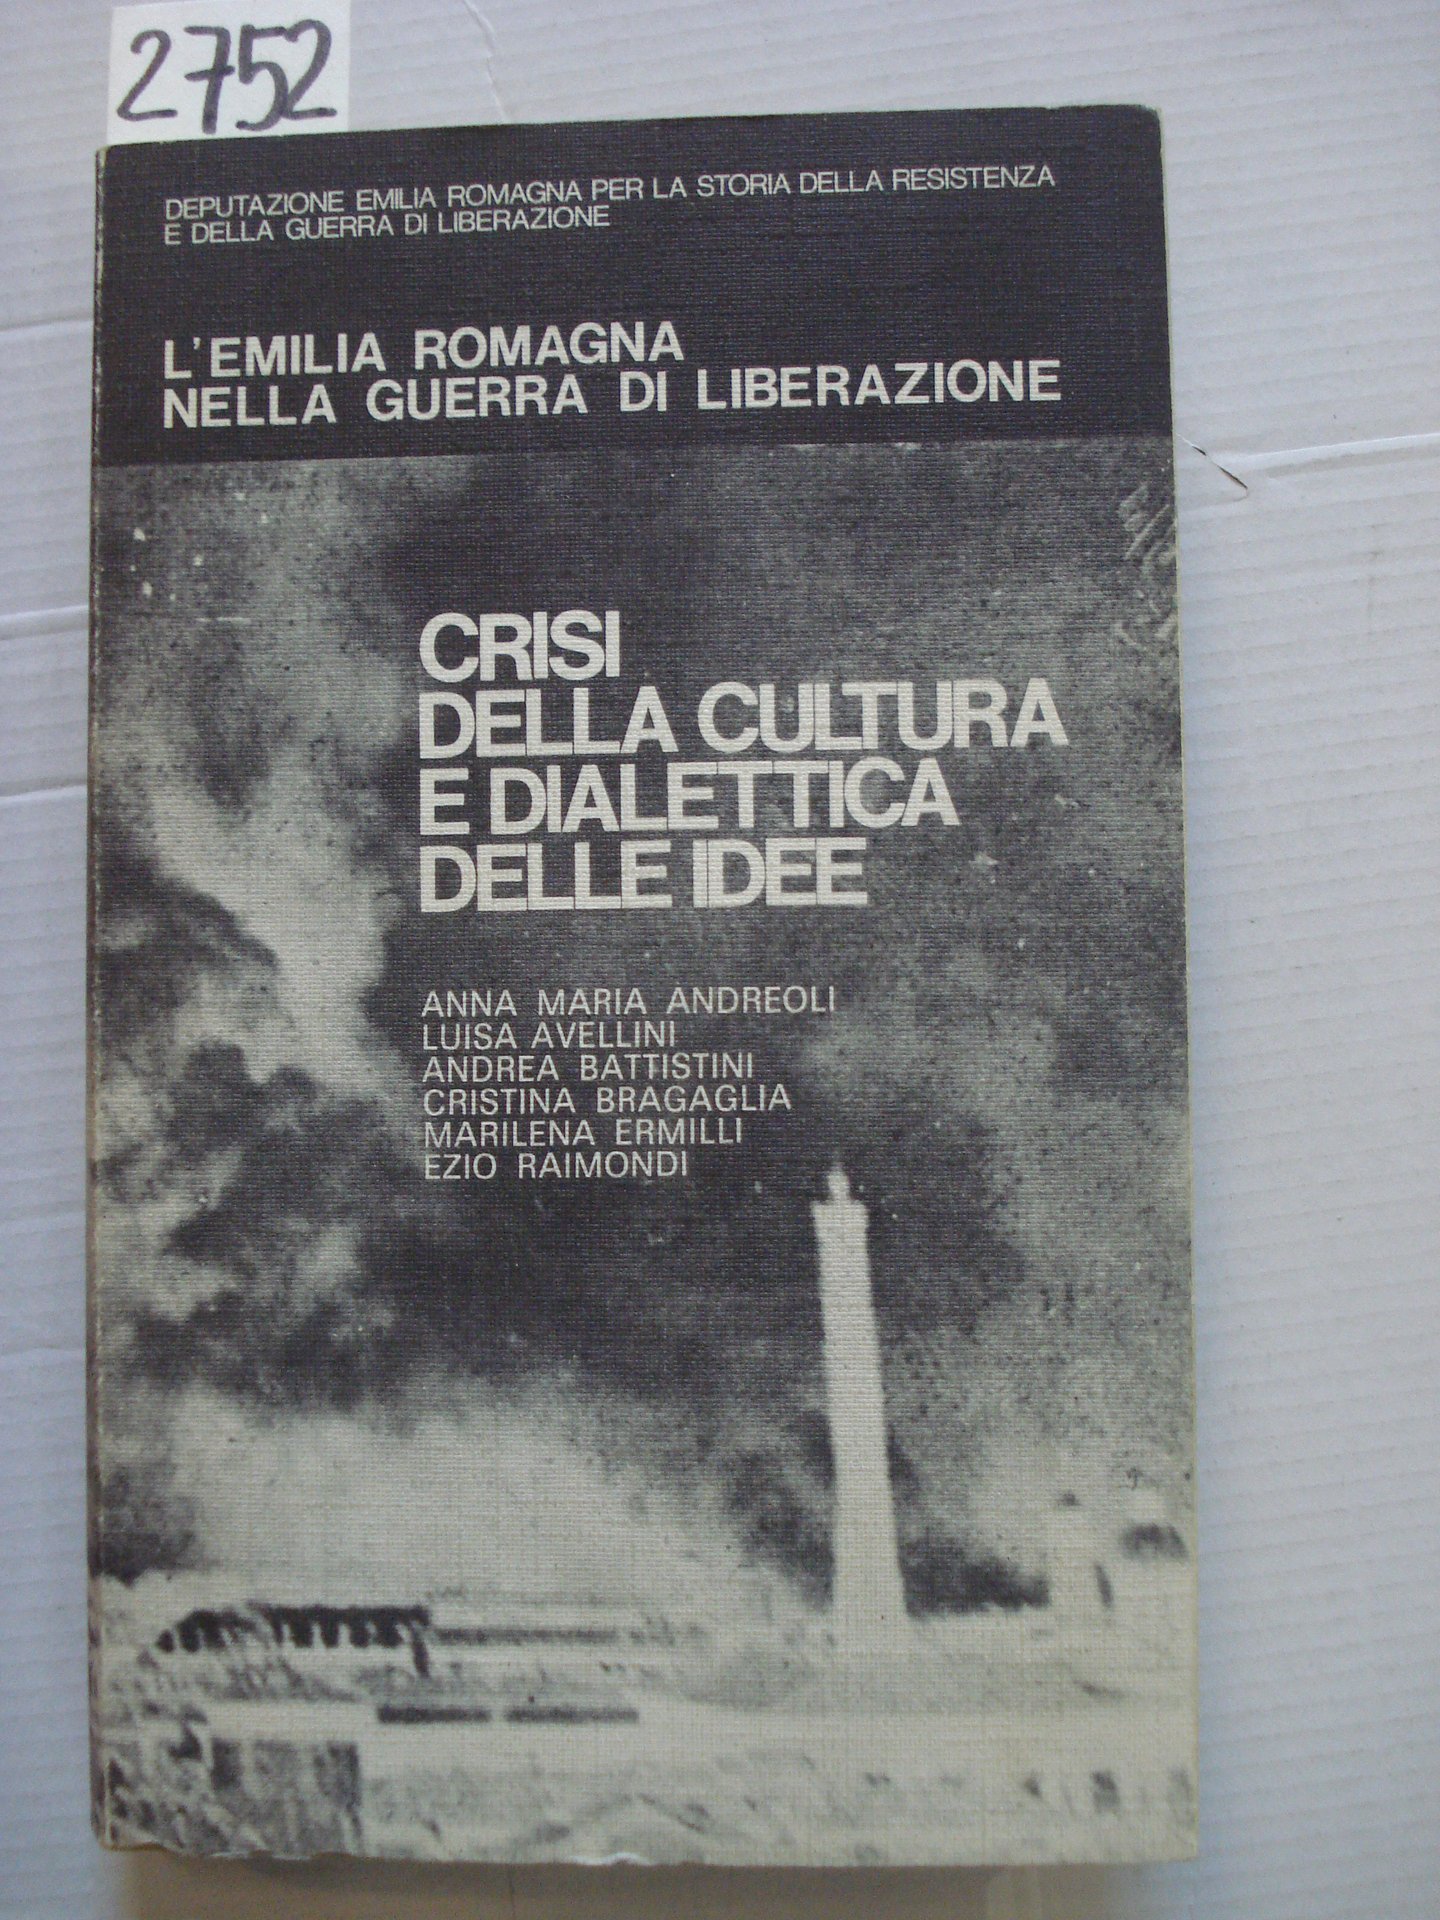 2752
DEPUTAZIONE EMILIA ROMAGNA PER LA STORIA DELLA RESISTENZA
E DELLA GUERRA DI LIBERAZIONE
L'EMILIA ROMAGNA
NELLA GUERRA DI LIBERAZIONE
CRISI
DELLA CULTURA
E DIALETTICA
DELLE IDEE
ANNA MARIA ANDREOLI
LUISA AVELLINI
ANDREA BATTISTINI
CRISTINA BRAGAGLIA
MARILENA ERMILLI
EZIO RAIMONDI